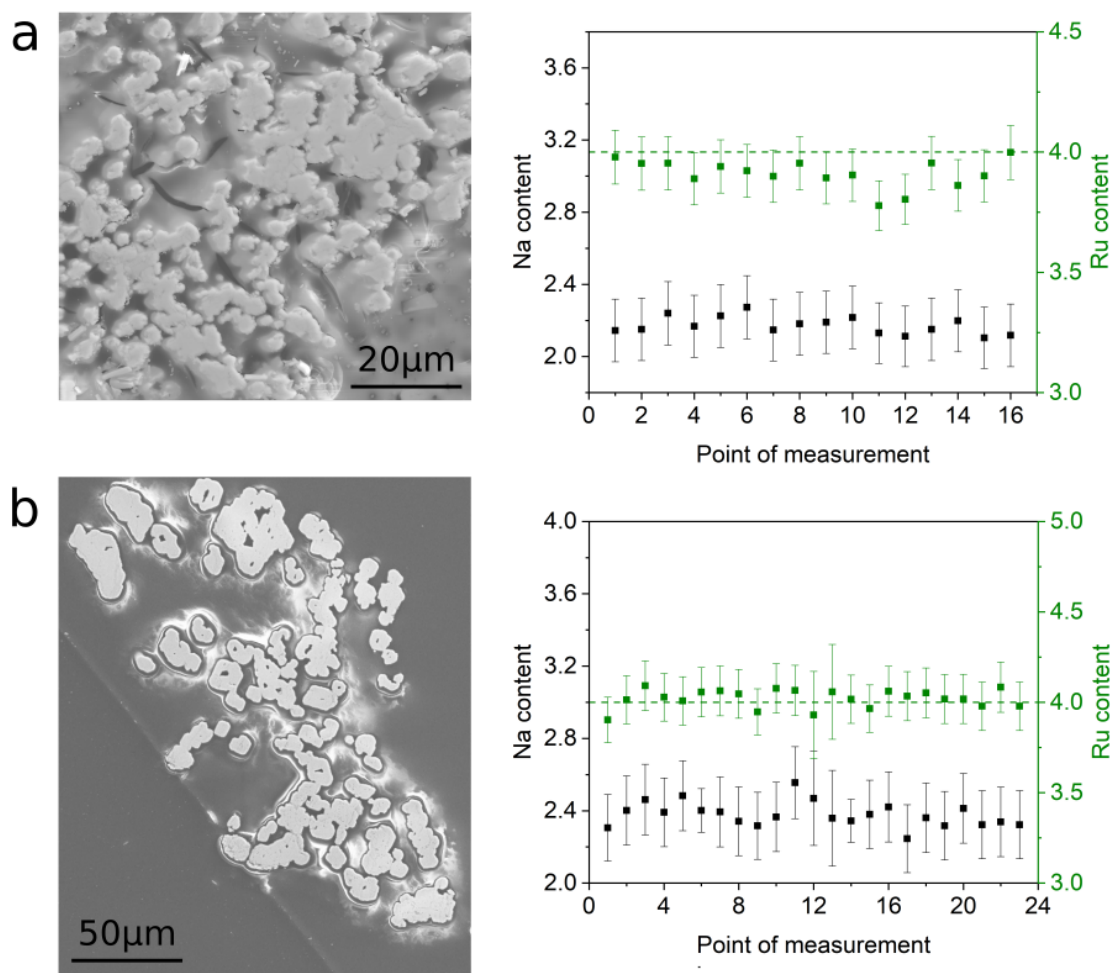 a
20μm
3.6
3.2
2.8
2.4
2.0
Na content
4.5
4.0
3.5
3.0
Ru content
0 2 4 6 8 10 12 14 16
Point of measurement
b
50μm
4.0
3.6
3.2
2.8
2.4
2.0
Na content
5.0
4.5
4.0
3.5
3.0
Ru content
0 4 8 12 16 20 24
Point of measurement